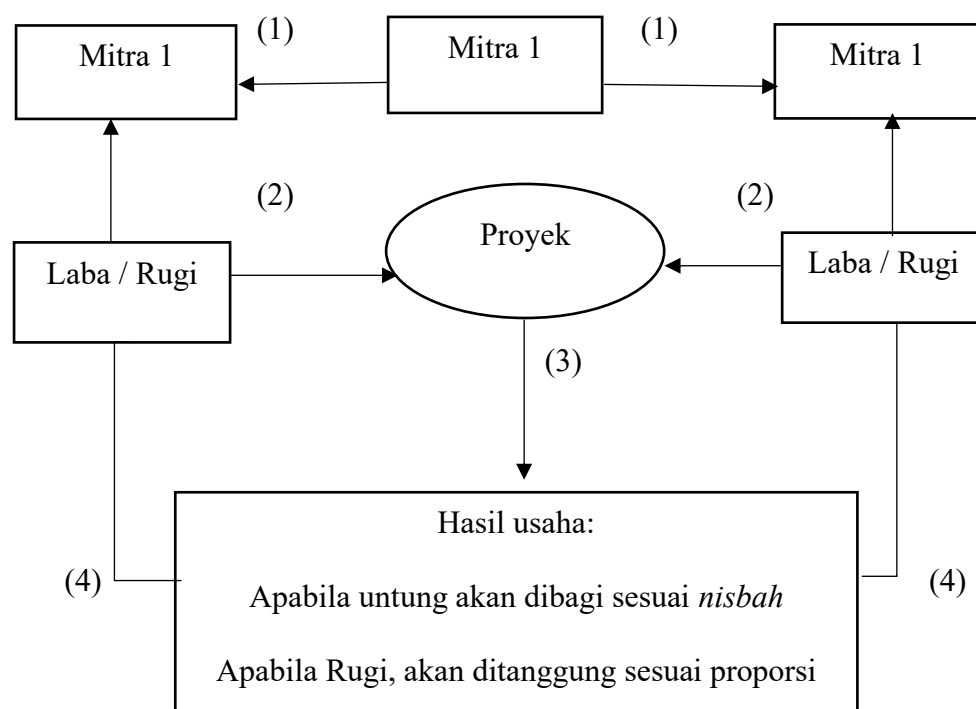 (1)
(1)
Mitra 1
Mitra 1
Mitra 1
(2)
(2)
Proyek
Laba / Rugi
Laba / Rugi
(3)
Hasil usaha:
(4)
(4)
Apabila untung akan dibagi sesuai nisbah
Apabila Rugi, akan ditanggung sesuai proporsi